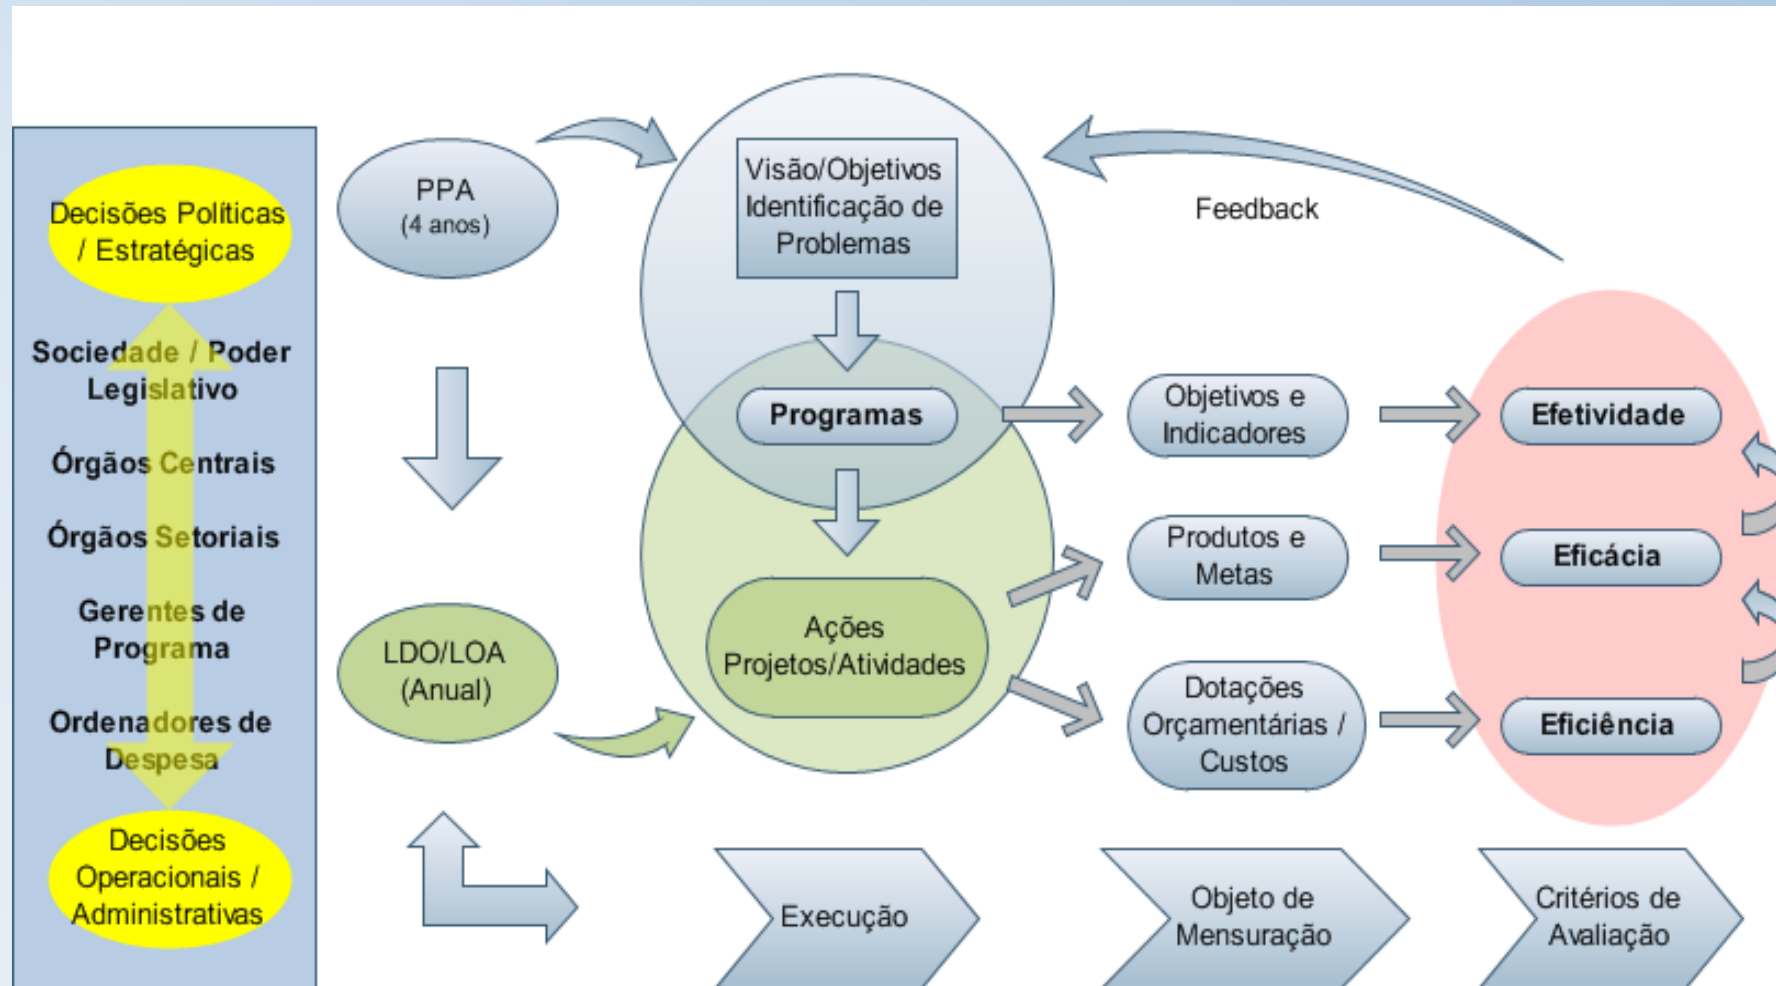 Decisões Políticas
/ Estratégicas
Sociedade / Poder
Legislativo
Órgãos Centrais
Órgãos Setoriais
Gerentes de
Programa
Ordenadores de
Despesa
Decisões
Operacionais /
Administrativas
PPA
(4 anos)
LDO/LOA
(Anual)
Visão/Objetivos
Identificação de
Problemas
Programas
Ações
Projetos/Atividades
Feedback
Objetivos e
Indicadores
Produtos e
Metas
Dotações
Orçamentárias /
Custos
Efetividade
Eficácia
Eficiência
Execução
Objeto de
Mensuração
Critérios de
Avaliação